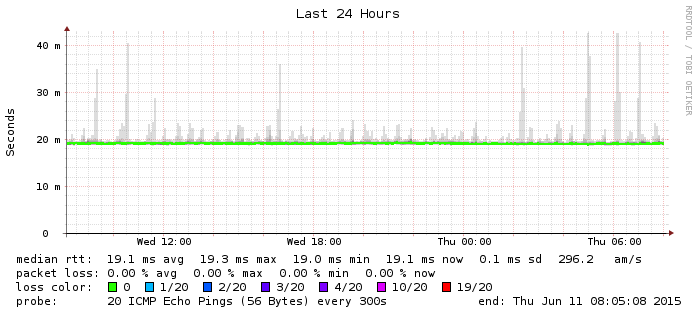 Last 24 Hours
RRDTOOL / TOBI OETIKER
Seconds
40 m
30 m
20 m
10 m
0
Wed 12:00 Wed 18:00 Thu 00:00 Thu 06:00
median rtt: 19.1 ms avg 19.3 ms max 19.0 ms min 19.1 ms now 0.1 ms sd 296.2 am/s
packet loss: 0.00 % avg 0.00 % max 0.00 % min 0.00 % now
loss color: 0 1/20 2/20 3/20 4/20 10/20 19/20
probe: 20 ICMP Echo Pings (56 Bytes) every 300s end: Thu Jun 11 08:05:08 2015